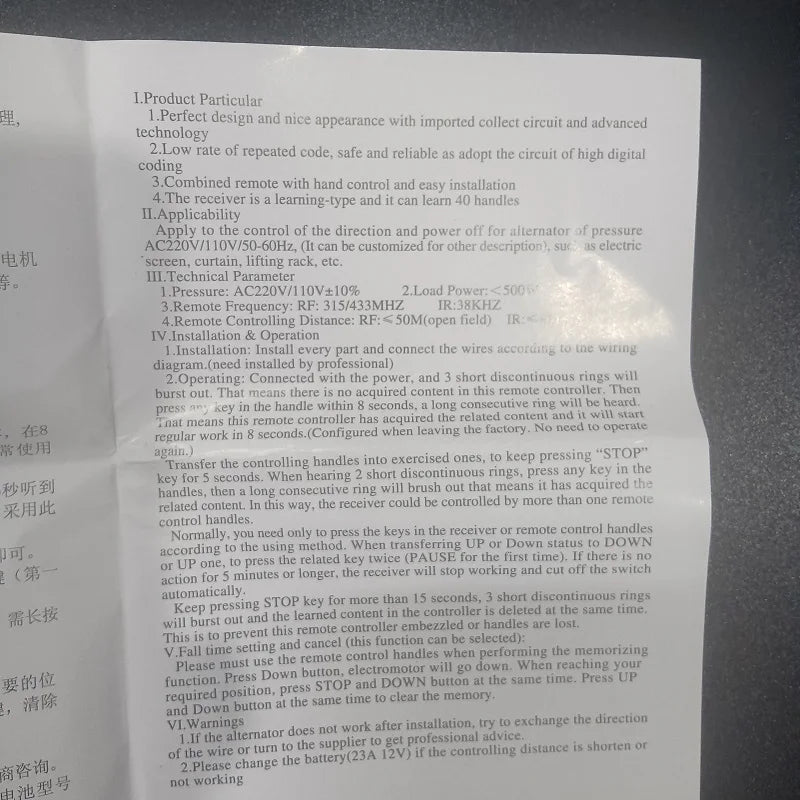 理,
电机
等。
在8
常使用
秒听到
采用此
即可。
(第一
需长按
要的位
, 清除
商咨询。
电池型号
I.Product Particular
1.Perfect design and nice appearance with imported collect circuit and advanced
technology
2.Low rate of repeated code, safe and reliable as adopt the circuit of high digital
coding
3.Combined remote with hand control and easy installation
4.The receiver is a learning-type and it can learn 40 handles
II.Applicability
Apply to the control of the direction and power off for alternator of pressure
AC220V/110V/50-60Hz, (It can be customized for other description), such as electric
screen, curtain, lifting rack, etc.
III.Technical Parameter
1.Pressure: AC220V/110V±10% 2.Load Power:<500W
3.Remote Frequency: RF: 315/433MHZ IR:38KHZ
4.Remote Controlling Distance: RF:≤50M(open field) IR:
IV.Installation & Operation
1.Installation: Install every part and connect the wires according to the wiring
diagram.(need installed by professional)
2.Operating: Connected with the power, and 3 short discontinuous rings will
burst out. That means there is no acquired content in this remote controller. Then
press any key in the handle within 8 seconds, a long consecutive ring will be heard.
That means this remote controller has acquired the related content and it will start
regular work in 8 seconds.(Configured when leaving the factory. No need to operate
again.)
Transfer the controlling handles into exercised ones, to keep pressing “STOP”
key for 5 seconds. When hearing 2 short discontinuous rings, press any key in the
handles, then a long consecutive ring will brush out that means it has acquired the
related content. In this way, the receiver could be controlled by more than one remote
control handles.
Normally, you need only to press the keys in the receiver or remote control handles
according to the using method. When transferring UP or Down status to DOWN
or UP one, to press the related key twice (PAUSE for the first time). If there is no
action for 5 minutes or longer, the receiver will stop working and cut off the switch
automatically.
Keep pressing STOP key for more than 15 seconds, 3 short discontinuous rings
will burst out and the learned content in the controller is deleted at the same time.
This is to prevent this remote controller embezzled or handles are lost.
V.Fall time setting and cancel (this function can be selected):
Please must use the remote control handles when performing the memorizing
function. Press Down button, electromotor will go down. When reaching your
required position, press STOP and DOWN button at the same time. Press UP
and Down button at the same time to clear the memory.
VI.Warnings
1.If the alternator does not work after installation, try to exchange the direction
of the wire or turn to the supplier to get professional advice.
2.Please change the battery(23A 12V) if the controlling distance is shorten or
not working